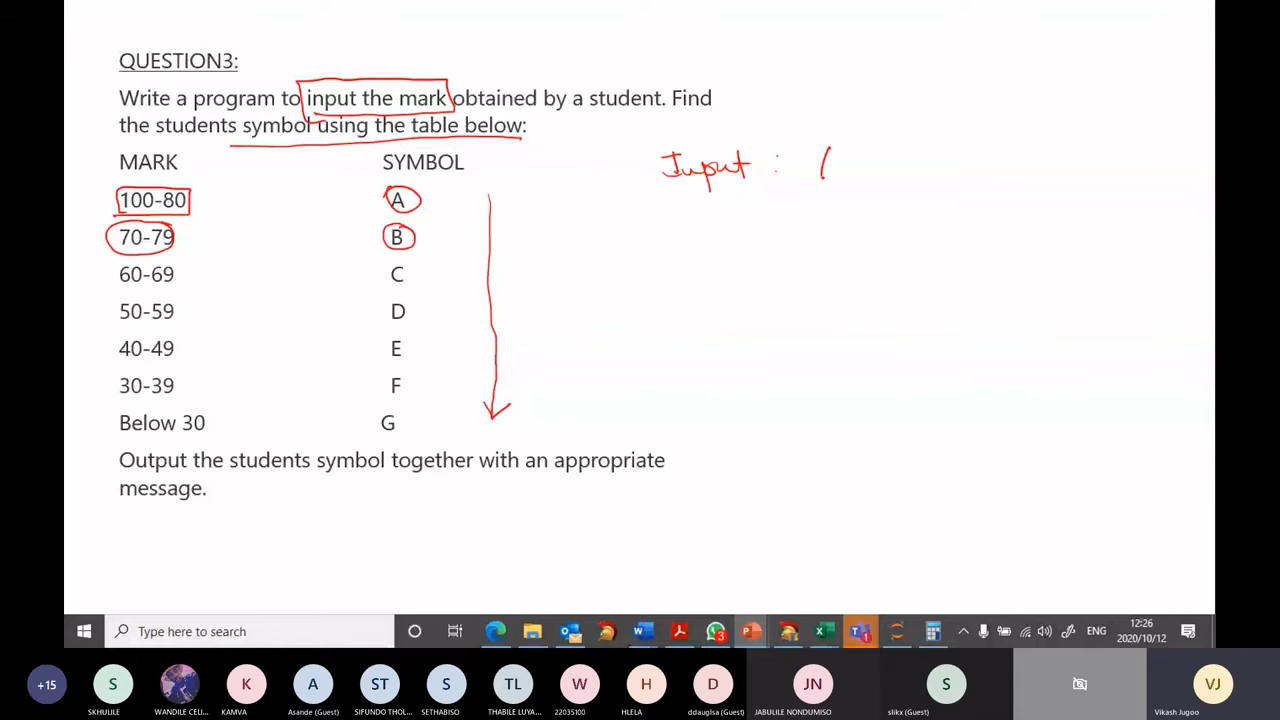 QUESTION3:
Write a program to input the mark obtained by a student. Find
the students symbol using the table below:
MARK SYMBOL
Input : (
100-80 A
70-79 B
60-69 C
50-59 D
40-49 E
30-39 F
Below 30 G
Output the students symbol together with an appropriate
message.
Type here to search
3
1
ENG
12:26
2020/10/12
+15 S K A ST S TL W H D JN S VJ
SKHULILE WANDILE CELI... KAMVA Asande (Guest) SIFUNDO THOL... SETHABISO THABILE LUYA... 22035100 HLELA ddauglsa (Guest) JABULILE NONDUMISO slikx (Guest) Vikash Jugoo